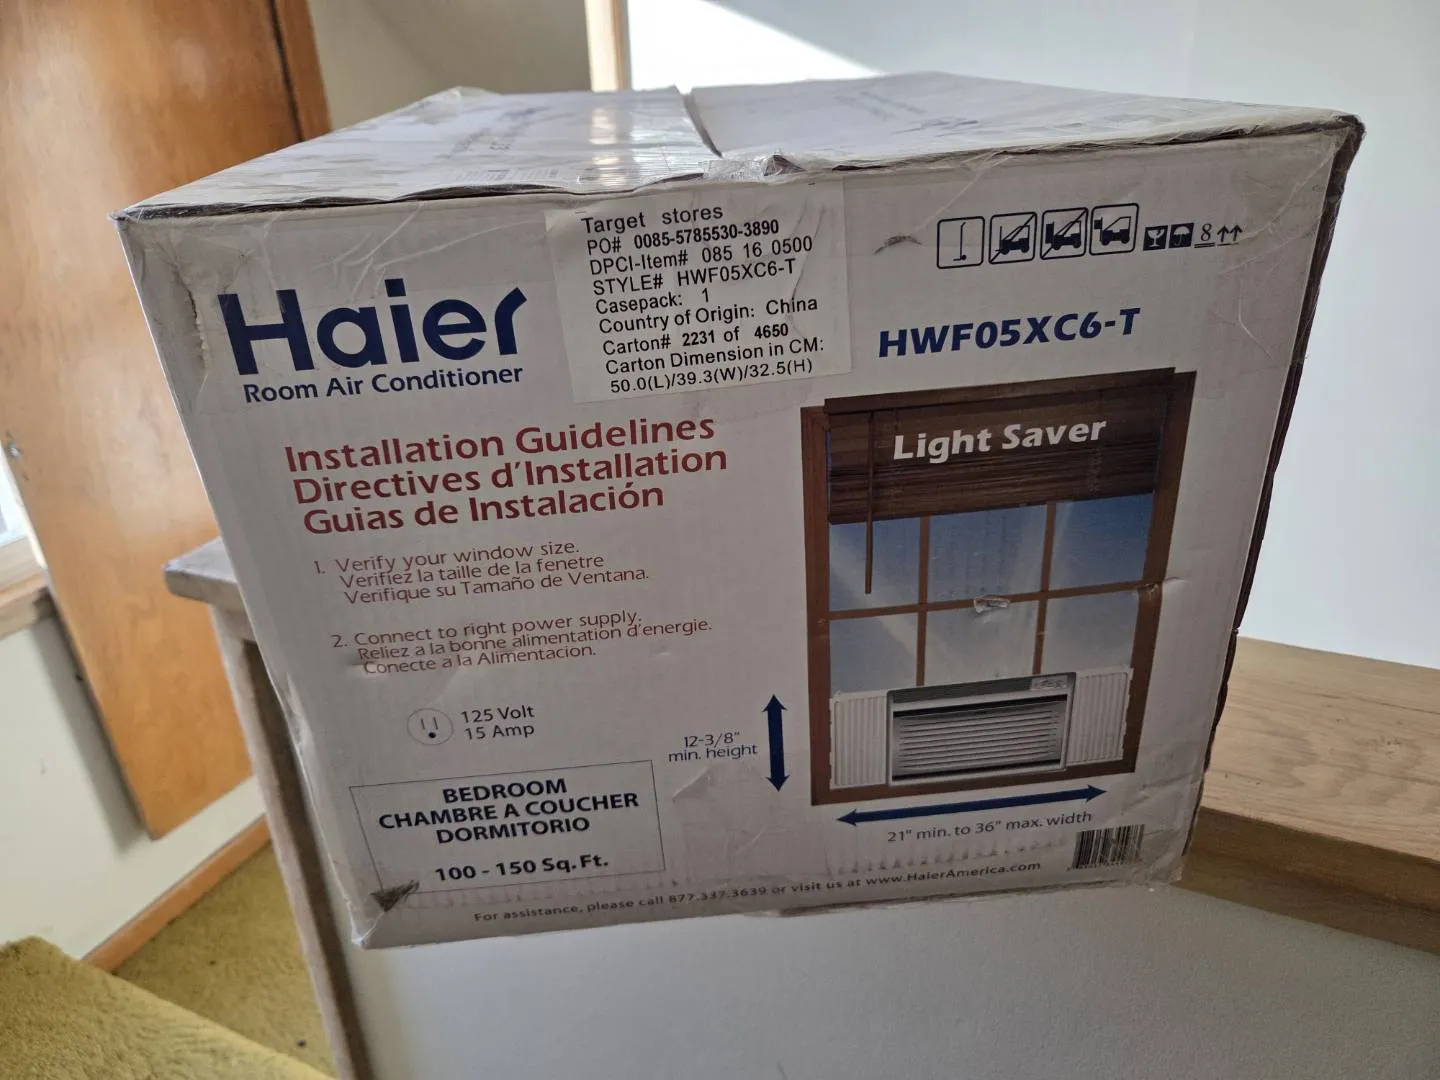 Target stores
PO# 0085-5785530-3890
DPCI-Item# 085 16 0500
STYLE# HWF05XC6-T
Casepack: 1
Country of Origin: China
Carton# 2231 of 4650
Carton Dimension in CM:
50.0(L)/39.3(W)/32.5(H)
8
Haier
Room Air Conditioner
HWF05XC6-T
Installation Guidelines
Directives d'Installation
Guias de Instalación
Light Saver
1. Verify your window size.
Verifiez la taille de la fenetre
Verifique su Tamaño de Ventana.
2. Connect to right power supply.
Reliez a la bonne alimentation d'energie.
Conecte a la Alimentacion.
125 Volt
15 Amp
12-3/8"
min. height
21" min. to 36" max. width
BEDROOM
CHAMBRE A COUCHER
DORMITORIO
100 - 150 Sq. Ft.
For assistance, please call 877.337.3639 or visit us at www.HaierAmerica.com